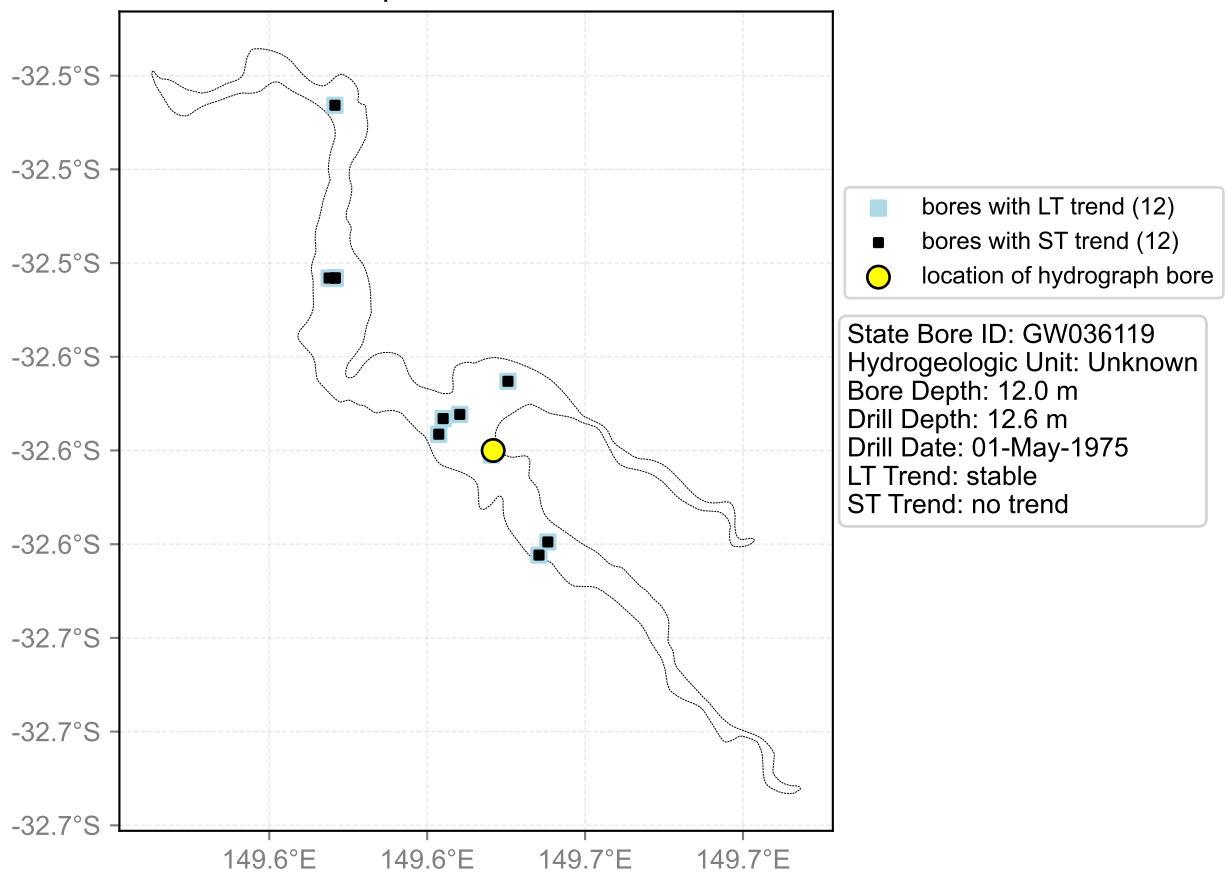 -32.5°S
-32.5°S
-32.5°S
-32.6°S
-32.6°S
-32.6°S
-32.7°S
-32.7°S
-32.7°S
149.6°E
149.6°E
149.7°E
149.7°E
bores with LT trend (12)
bores with ST trend (12)
location of hydrograph bore
State Bore ID: GW036119
Hydrogeologic Unit: Unknown
Bore Depth: 12.0 m
Drill Depth: 12.6 m
Drill Date: 01-May-1975
LT Trend: stable
ST Trend: no trend